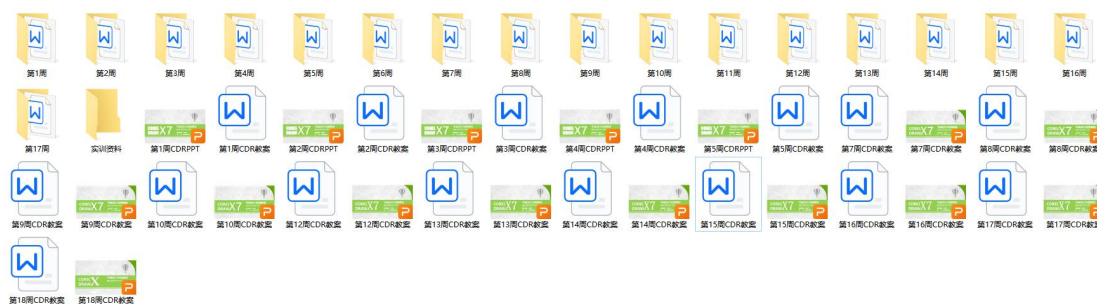 第1周 第2周 第3周 第4周 第5周 第6周 第7周 第8周 第9周 第10周 第11周 第12周 第13周 第14周 第15周 第16周
第17周 实训资料 第1周CDRPPT 第1周CDR教案 第2周CDRPPT 第2周CDR教案 第3周CDRPPT 第3周CDR教案 第4周CDRPPT 第4周CDR教案 第5周CDRPPT 第5周CDR教案 第7周CDR教案 第7周CDR教案 第8周CDR教案 第8周CDR教案
第9周CDR教案 第9周CDR教案 第10周CDR教案 第10周CDR教案 第12周CDR教案 第12周CDR教案 第13周CDR教案 第13周CDR教案 第14周CDR教案 第14周CDR教案 第15周CDR教案 第15周CDR教案 第16周CDR教案 第16周CDR教案 第17周CDR教案 第17周CDR教案
第18周CDR教案 第18周CDR教案